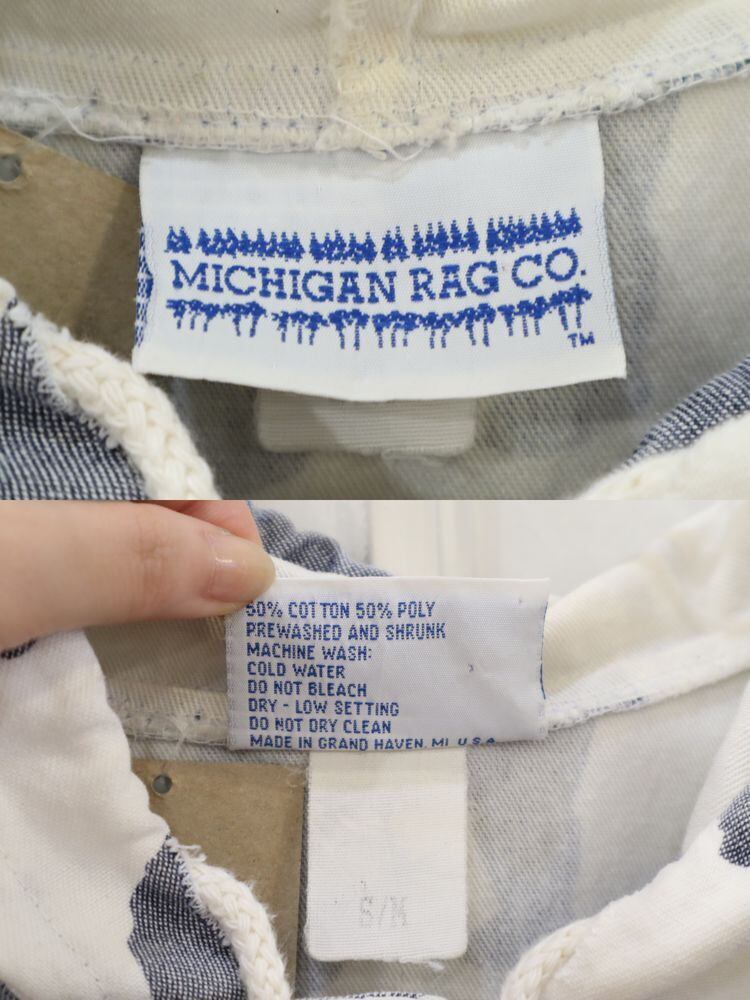 MICHIGAN RAG CO.
TM
50% COTTON 50% POLY
PREWASHED AND SHRUNK
MACHINE WASH:
COLD WATER
DO NOT BLEACH
DRY - LOW SETTING
DO NOT DRY CLEAN
MADE IN GRAND HAVEN, MI U.S.A.
S/M